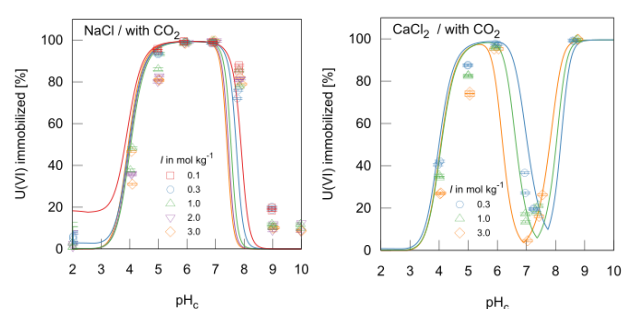 NaCl / with CO2
U(VI) immobilized [%]
100
80
60
40
20
0
I in mol kg-1
0.1
0.3
1.0
2.0
3.0
2 3 4 5 6 7 8 9 10
pHc
CaCl2 / with CO2
U(VI) immobilized [%]
100
80
60
40
20
0
I in mol kg-1
0.3
1.0
3.0
2 3 4 5 6 7 8 9 10
pHc